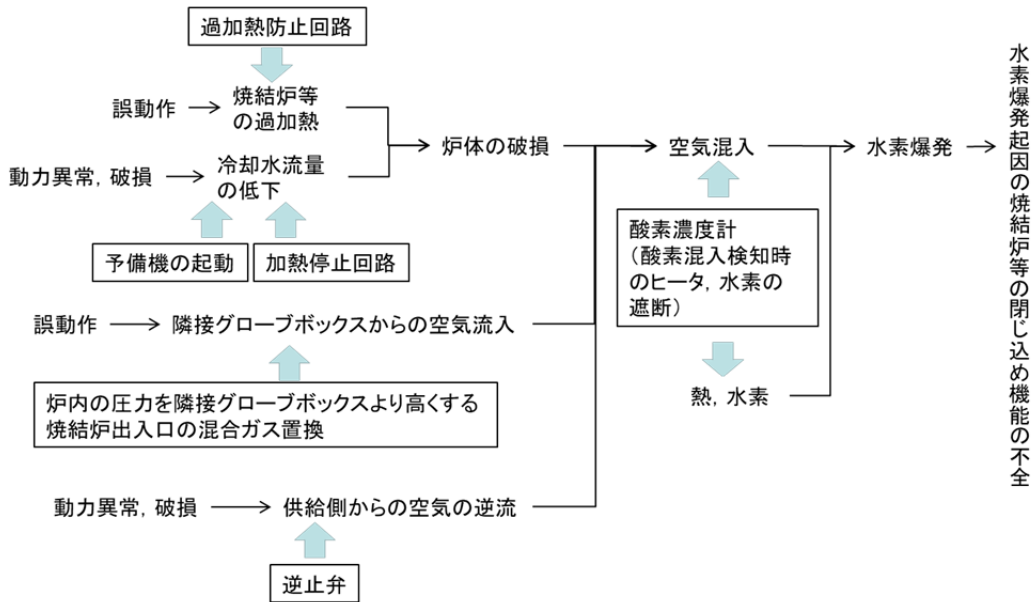 過加熱防止回路
誤動作
焼結炉等
の過加熱
動力異常, 破損
冷却水流量
の低下
予備機の起動
加熱停止回路
炉体の破損
空気混入
水素爆発
水素爆発起因の焼結炉等の閉じ込め機能の不全
酸素濃度計
（酸素混入検知時
のヒータ, 水素の
遮断）
熱, 水素
誤動作
隣接グローブボックスからの空気流入
炉内の圧力を隣接グローブボックスより高くする
焼結炉出入口の混合ガス置換
動力異常, 破損
供給側からの空気の逆流
逆止弁